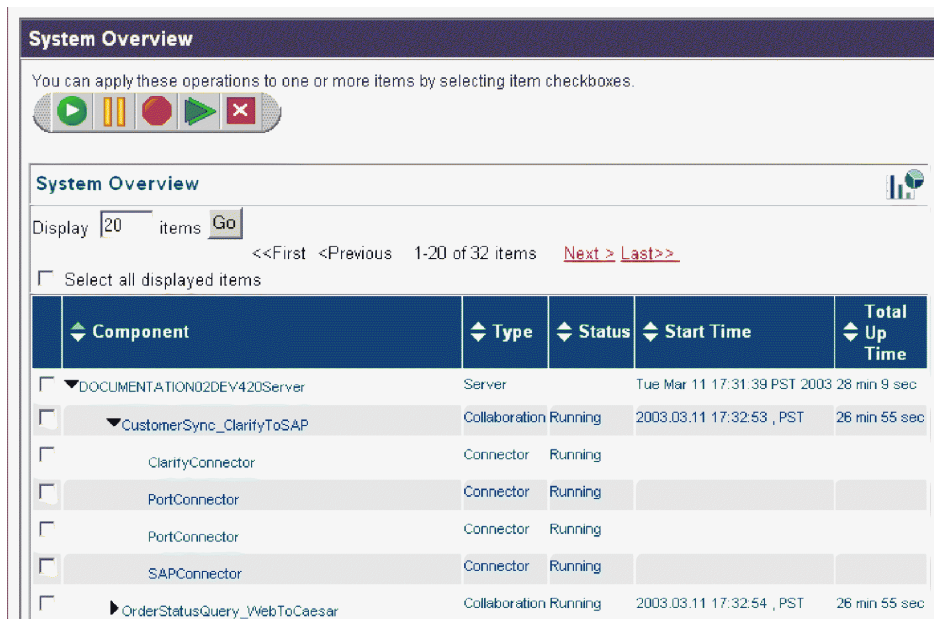 System Overview
You can apply these operations to one or more items by selecting item checkboxes.
System Overview
Display 20 items Go
<<First <Previous 1-20 of 32 items Next > Last>>
Select all displayed items
Component Type Status Start Time Total Up Time
DOCUMENTATION02DEV420Server Server Tue Mar 11 17:31:39 PST 2003 28 min 9 sec
CustomerSync_ClarifyToSAP Collaboration Running 2003.03.11 17:32:53 , PST 26 min 55 sec
ClarifyConnector Connector Running
PortConnector Connector Running
PortConnector Connector Running
SAPConnector Connector Running
OrderStatusQuery_WebToCaesar Collaboration Running 2003.03.11 17:32:54 , PST 26 min 55 sec